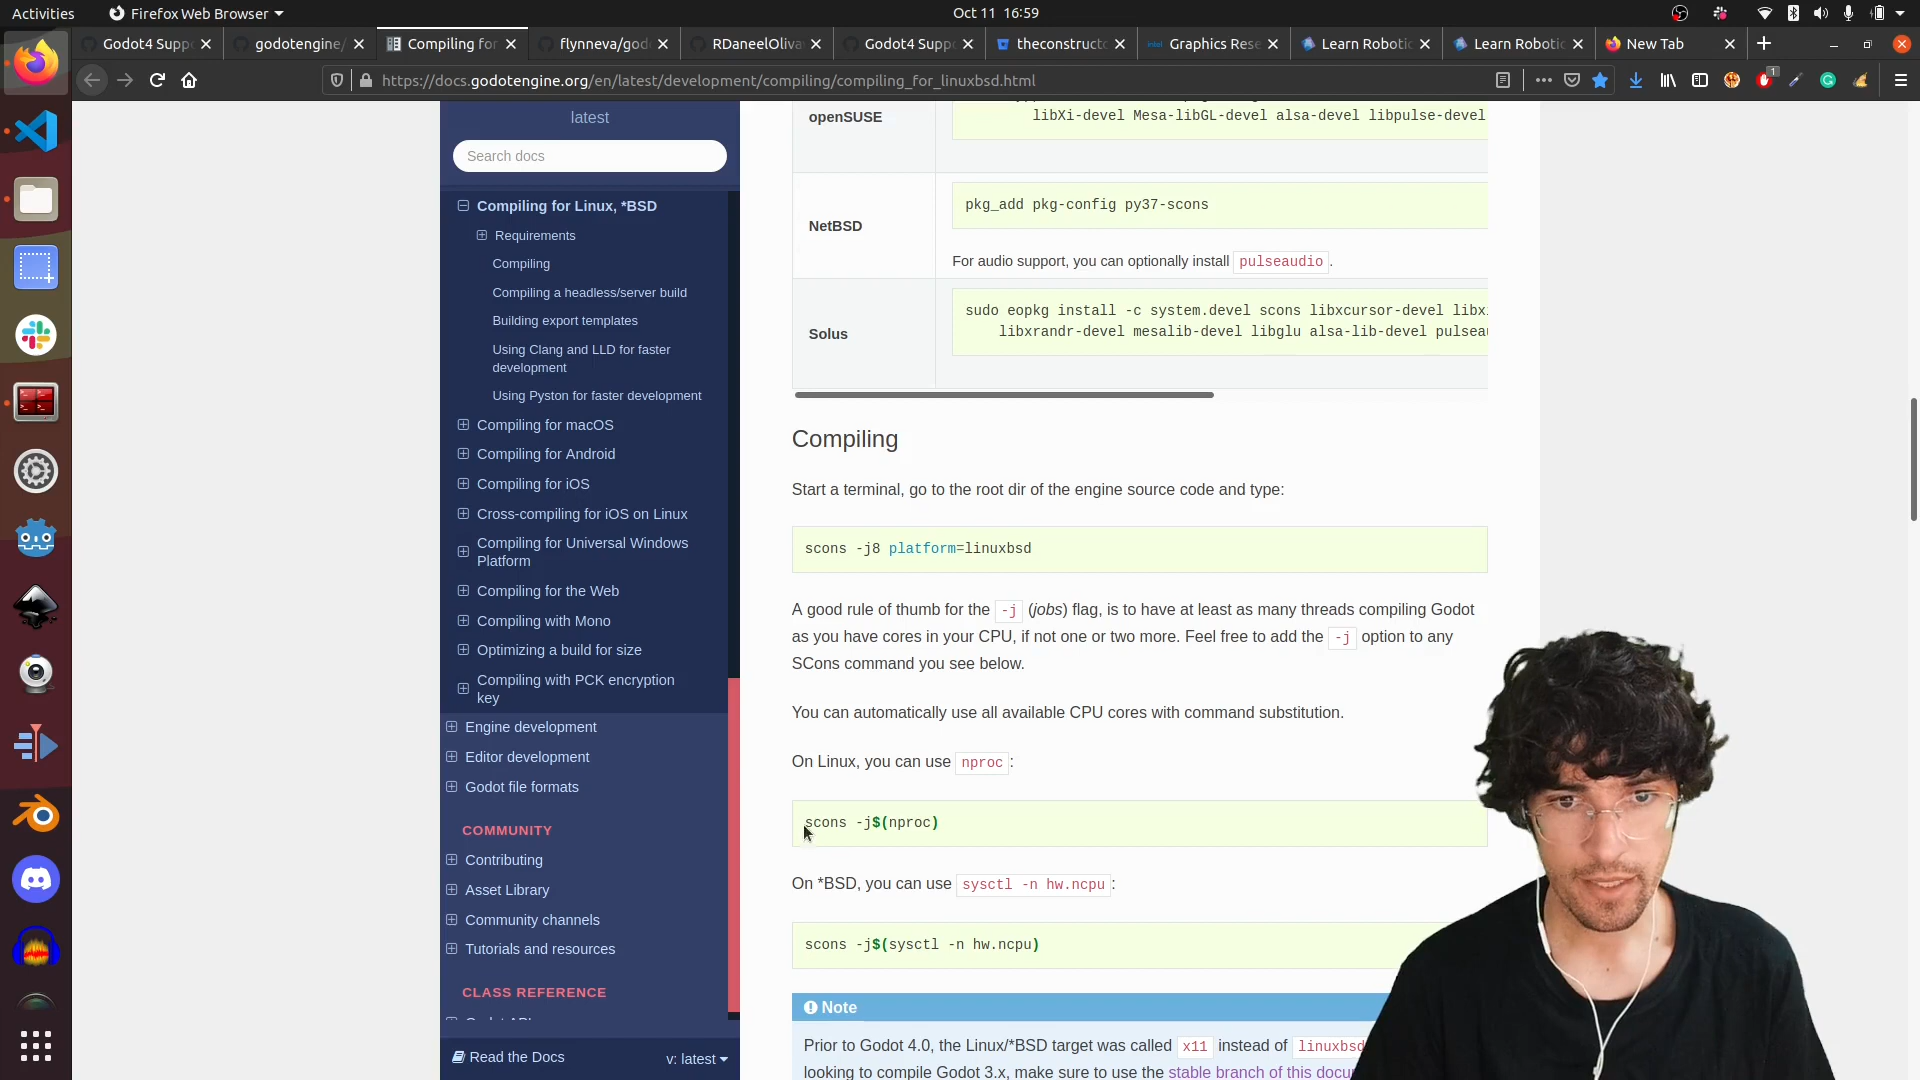 Activities
Firefox Web Browser
Oct 11 16:59
Godot4 Supp
godotengine/
Compiling for
flynneva/god
RDaneelOliva
Godot4 Supp
theconstructo
Graphics Rese
Learn Robotic
Learn Robotic
New Tab
https://docs.godotengine.org/en/latest/development/compiling/compiling_for_linuxbsd.html
1
latest
Search docs
Compiling for Linux, *BSD
Requirements
Compiling
Compiling a headless/server build
Building export templates
Using Clang and LLD for faster
development
Using Pyston for faster development
Compiling for macOS
Compiling for Android
Compiling for iOS
Cross-compiling for iOS on Linux
Compiling for Universal Windows
Platform
Compiling for the Web
Compiling with Mono
Optimizing a build for size
Compiling with PCK encryption
key
Engine development
Editor development
Godot file formats
COMMUNITY
Contributing
Asset Library
Community channels
Tutorials and resources
CLASS REFERENCE
Read the Docs
v: latest
openSUSE
libXi-devel Mesa-libGL-devel alsa-devel libpulse-devel
NetBSD
pkg_add pkg-config py37-scons
For audio support, you can optionally install pulseaudio.
Solus
sudo eopkg install -c system.devel scons libxcursor-devel libx
libxrandr-devel mesalib-devel libglu alsa-lib-devel pulsea
Compiling
Start a terminal, go to the root dir of the engine source code and type:
scons -j8 platform=linuxbsd
A good rule of thumb for the -j (jobs) flag, is to have at least as many threads compiling Godot
as you have cores in your CPU, if not one or two more. Feel free to add the -j option to any
SCons command you see below.
You can automatically use all available CPU cores with command substitution.
On Linux, you can use nproc:
scons -j$(nproc)
On *BSD, you can use sysctl -n hw.ncpu:
scons -j$(sysctl -n hw.ncpu)
Note
Prior to Godot 4.0, the Linux/*BSD target was called x11 instead of linuxbsd
looking to compile Godot 3.x, make sure to use the stable branch of this docu